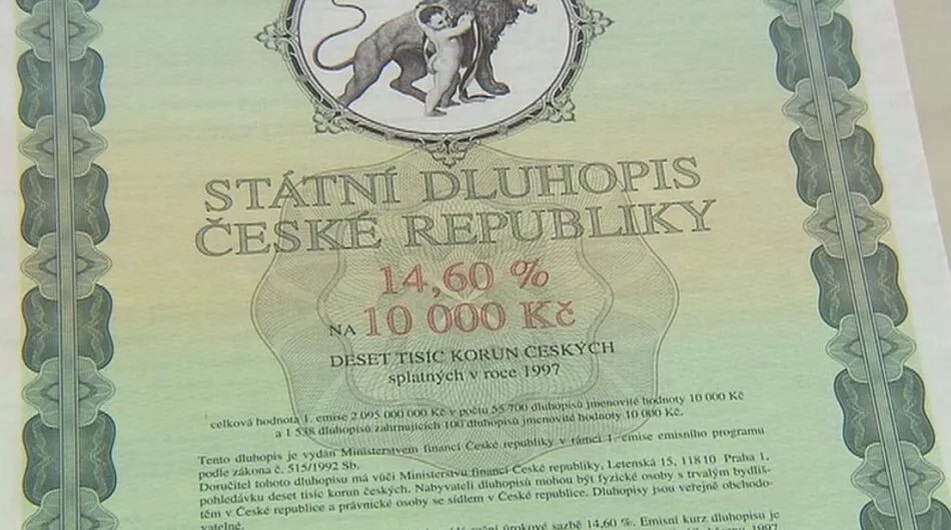 STÁTNÍ DLUHOPIS
ČESKÉ REPUBLIKY
14,60 %
NA 10 000 Kč
DESET TISÍC KORUN ČESKÝCH
splatných v roce 1997
celková hodnota 1. emise 2 095 000 000 Kč v počtu 55 700 dluhopisů jmenovité hodnoty 10 000 Kč
a 1 538 dluhopisů zahrnujících 100 dluhopisů jmenovité hodnoty 10 000 Kč.
Tento dluhopis je vydán Ministerstvem financí České republiky v rámci 1. emise emisního programu
podle zákona č. 515/1992 Sb.
Doručitel tohoto dluhopisu má vůči Ministerstvu financí České republiky, Letenská 15, 118 10 Praha 1,
pohledávku deset tisíc korun českých. Nabyvateli dluhopisů mohou být fyzické osoby s trvalým bydliš-
těm v České republice a právnické osoby se sídlem v České republice. Dluhopisy jsou veřejně obchodo-
vatelné.
úrokové sazbě 14,60 %. Emisní kurz dluhopisu je
1997